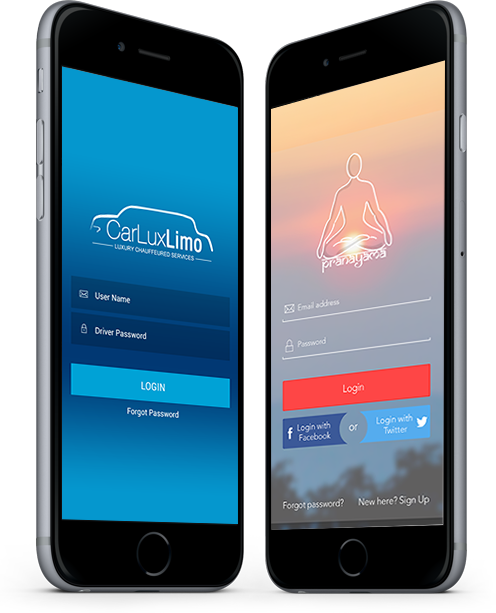 CarLuxLimo
LUXURY CHAUFFEURED SERVICES
User Name
Driver Password
LOGIN
Forgot Password
pranayama
Email address
Password
Login
f Login with
Facebook
or
Login with
Twitter
Forgot password?
New here? Sign Up